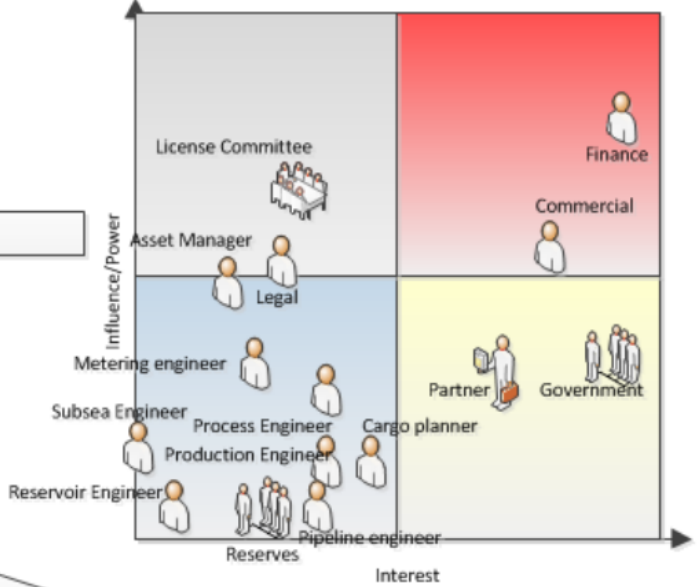 License Committee
Finance
Commercial
Asset Manager
Legal
Influence/Power
Metering engineer
Partner
Government
Subsea Engineer
Process Engineer
Cargo planner
Production Engineer
Reservoir Engineer
Pipeline engineer
Reserves
Interest